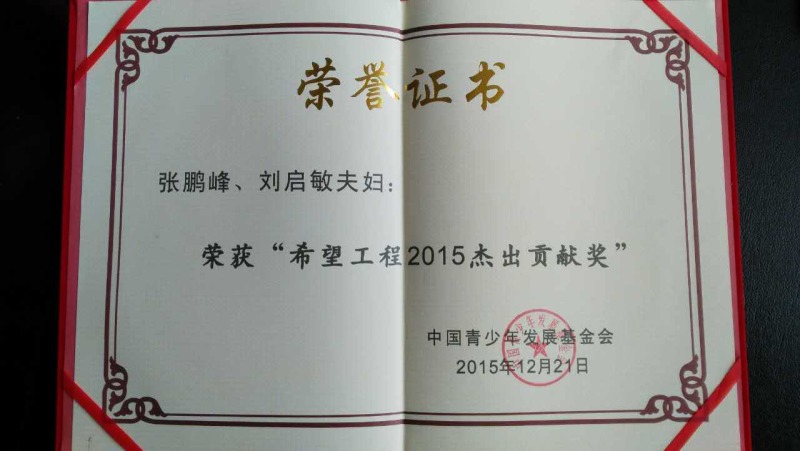 荣誉证书
张鹏峰、刘启敏夫妇：
荣获“希望工程2015杰出贡献奖”
中国青少年发展基金会
2015年12月21日